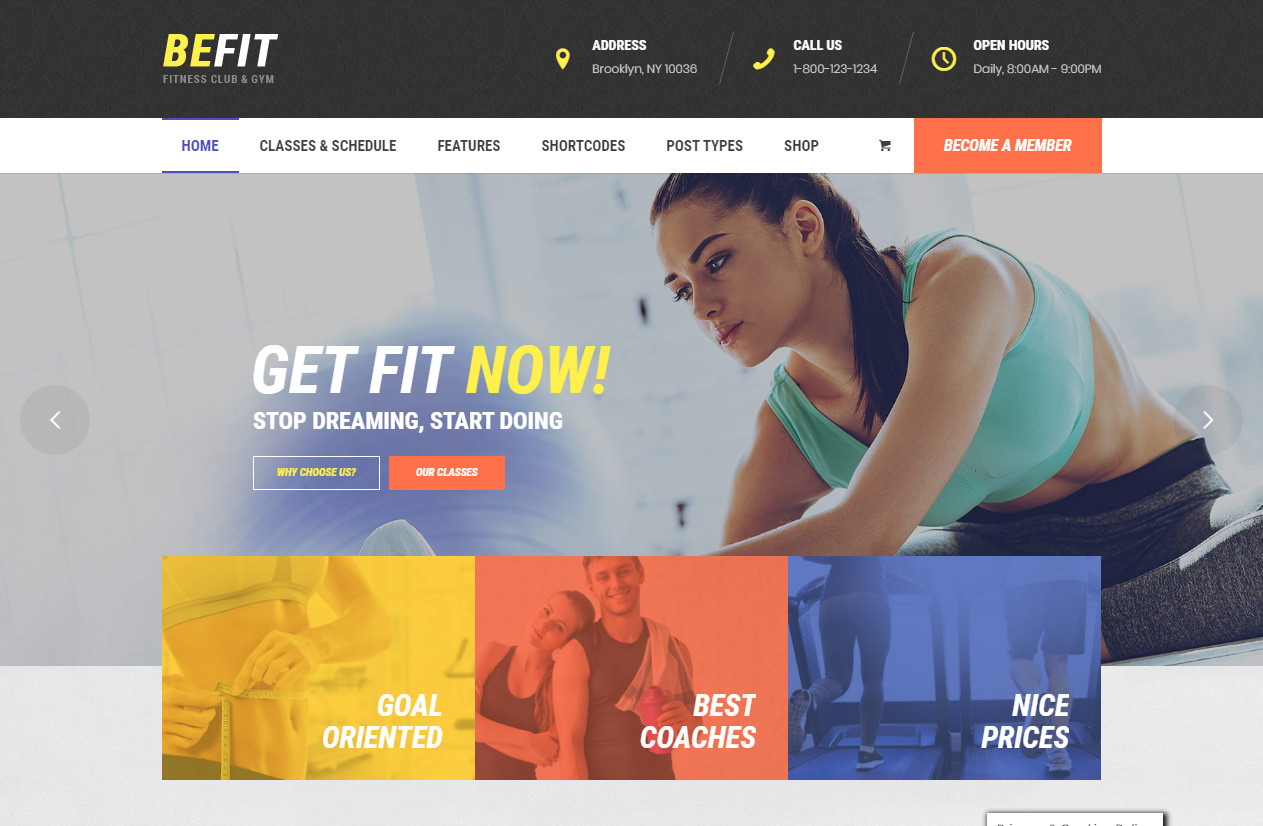 BEFIT
FITNESS CLUB & GYM
ADDRESS
Brooklyn, NY 10036
CALL US
1-800-123-1234
OPEN HOURS
Daily, 8:00AM - 9:00PM
HOME
CLASSES & SCHEDULE
FEATURES
SHORTCODES
POST TYPES
SHOP
BECOME A MEMBER
GET FIT NOW!
STOP DREAMING, START DOING
WHY CHOOSE US?
OUR CLASSES
GOAL
ORIENTED
BEST
COACHES
NICE
PRICES